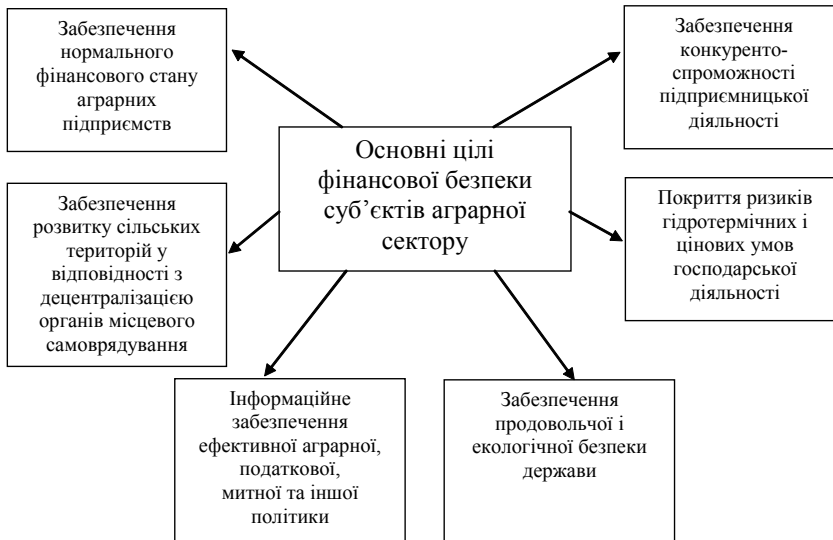 Забезпечення
нормального
фінансового стану
аграрних
підприємств
Забезпечення
конкуренто-
спроможності
підприємницької
діяльності
Основні цілі
фінансової безпеки
суб’єктів аграрної
сектору
Забезпечення
розвитку сільських
територій у
відповідності з
децентралізацією
органів місцевого
самоврядування
Покриття ризиків
гідротермічних і
цінових умов
господарської
діяльності
Інформаційне
забезпечення
ефективної аграрної,
податкової,
митної та іншої
політики
Забезпечення
продовольчої і
екологічної безпеки
держави